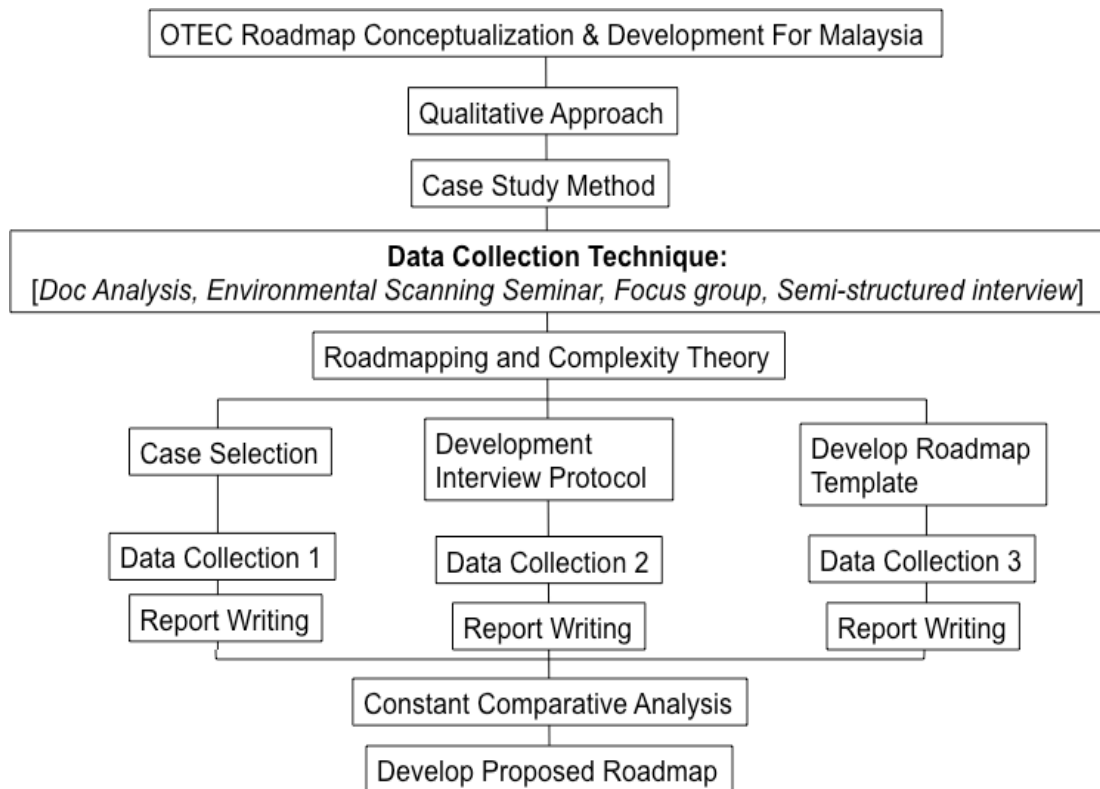 OTEC Roadmap Conceptualization & Development For Malaysia
Qualitative Approach
Case Study Method
Data Collection Technique:
[Doc Analysis, Environmental Scanning Seminar, Focus group, Semi-structured interview]
Roadmapping and Complexity Theory
Case Selection
Development
Interview Protocol
Develop Roadmap
Template
Data Collection 1
Data Collection 2
Data Collection 3
Report Writing
Report Writing
Report Writing
Constant Comparative Analysis
Develop Proposed Roadmap